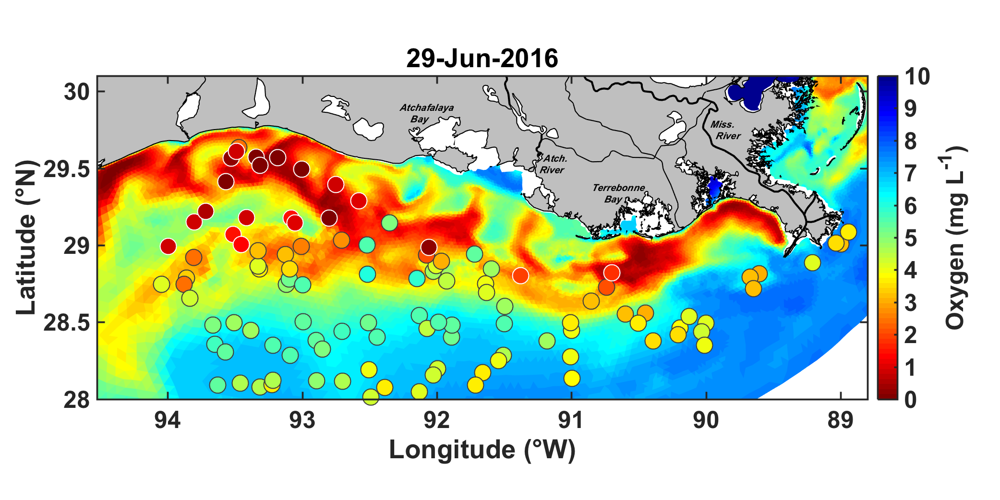 29-Jun-2016
30
29.5
29
28.5
28
Latitude (°N)
Atchafalaya
Bay
Atch.
River
Terrebonne
Bay
Miss.
River
94
93
92
91
90
89
Longitude (°W)
10
9
8
7
6
5
4
3
2
1
0
Oxygen (mg L-1)